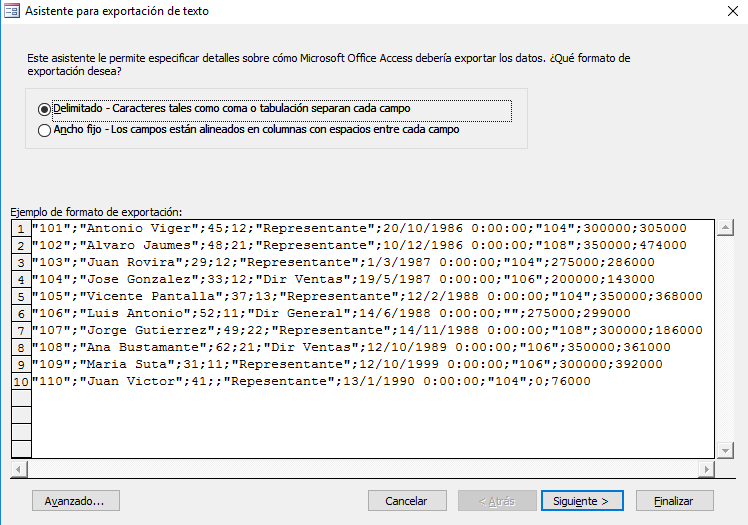 Asistente para exportación de texto
Este asistente le permite especificar detalles sobre cómo Microsoft Office Access debería exportar los datos. ¿Qué formato de
exportación desea?
Delimitado - Caracteres tales como coma o tabulación separan cada campo
Ancho fijo - Los campos están alineados en columnas con espacios entre cada campo
Ejemplo de formato de exportación:
1 "101";"Antonio Viger";45;12;"Representante";20/10/1986 0:00:00;"104";300000;305000
2 "102";"Alvaro Jaumes";48;21;"Representante";10/12/1986 0:00:00;"108";350000;474000
3 "103";"Juan Rovira";29;12;"Representante";1/3/1987 0:00:00;"104";275000;286000
4 "104";"Jose Gonzalez";33;12;"Dir Ventas";19/5/1987 0:00:00;"106";200000;143000
5 "105";"Vicente Pantalla";37;13;"Representante";12/2/1988 0:00:00;"104";350000;368000
6 "106";"Luis Antonio";52;11;"Dir General";14/6/1988 0:00:00;"";275000;299000
7 "107";"Jorge Gutierrez";49;22;"Representante";14/11/1988 0:00:00;"108";300000;186000
8 "108";"Ana Bustamante";62;21;"Dir Ventas";12/10/1989 0:00:00;"106";350000;361000
9 "109";"Maria Suta";31;11;"Representante";12/10/1999 0:00:00;"106";300000;392000
10 "110";"Juan Victor";41;;"Repesentante";13/1/1990 0:00:00;"104";0;76000
Avanzado... Cancelar < Atrás Siguiente > Finalizar